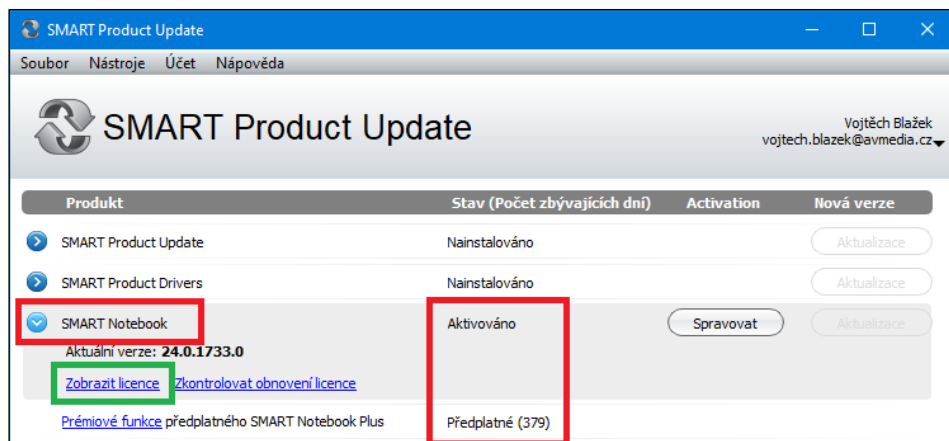 SMART Product Update
Soubor Nástroje Účet Nápověda
SMART Product Update
Vojtěch Blažek
vojtech.blazek@avmedia.cz
Produkt Stav (Počet zbývajících dní) Activation Nová verze
SMART Product Update Nainstalováno Aktualizace
SMART Product Drivers Nainstalováno Aktualizace
SMART Notebook Aktivováno Spravovat Aktualizace
Aktuální verze: 24.0.1733.0
Zobrazit licence Zkontrolovat obnovení licence
Prémiové funkce předplatného SMART Notebook Plus Předplatné (379)